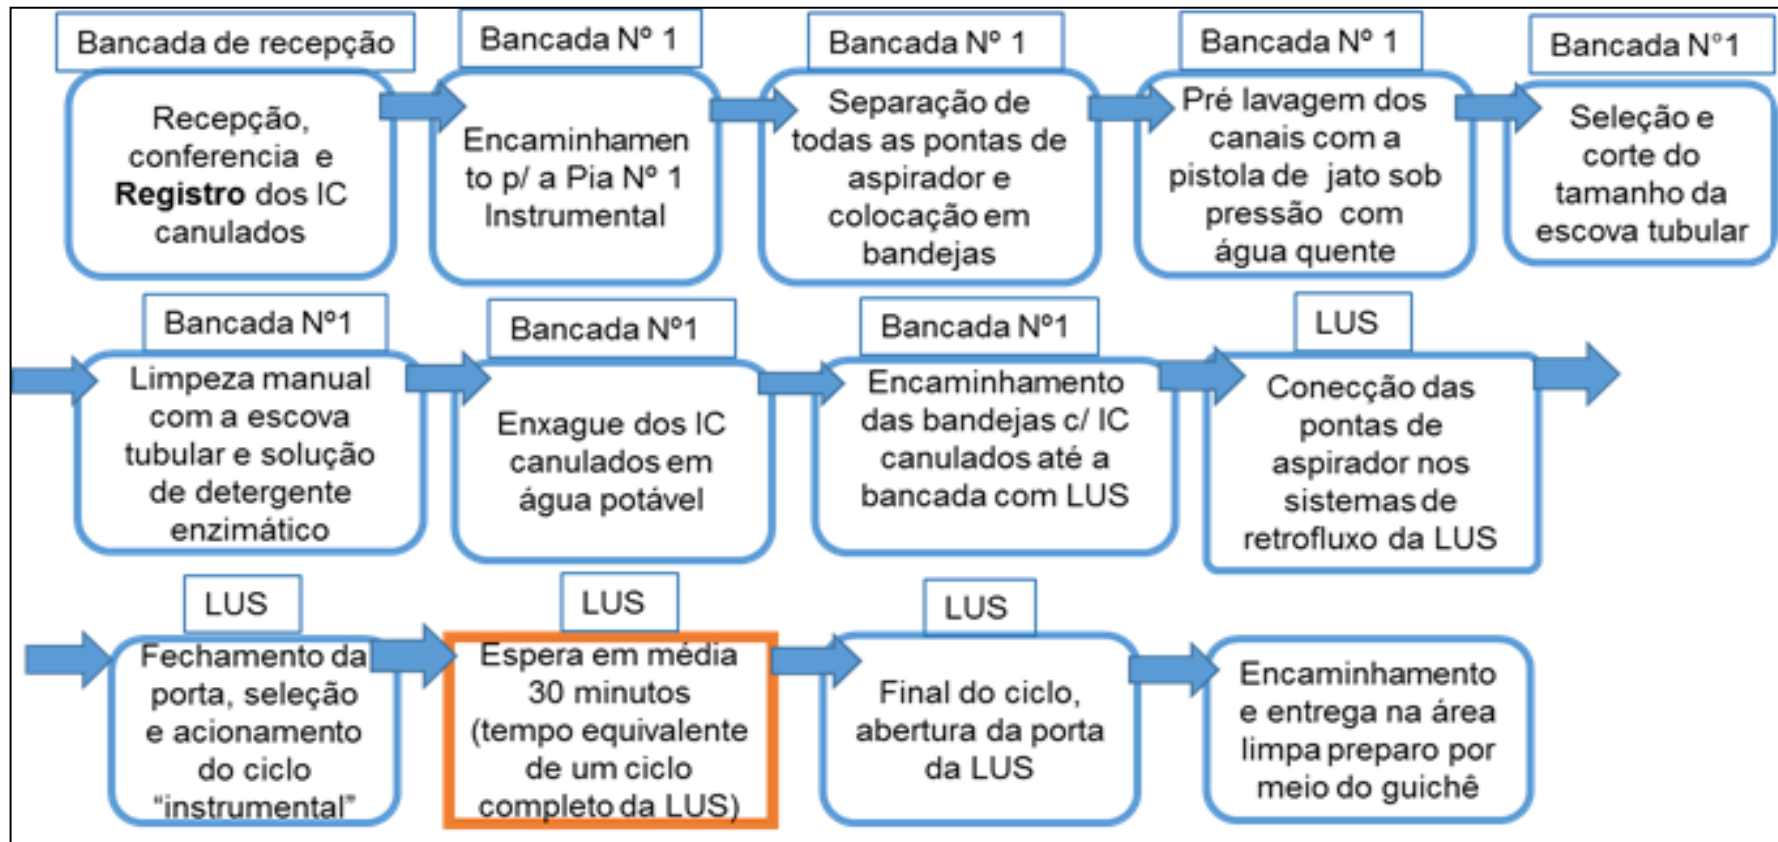 Bancada de recepção
Recepção,
conferencia e
Registro dos IC
canulados
Bancada Nº 1
Encaminhamen
to p/ a Pia Nº 1
Instrumental
Bancada Nº 1
Separação de
todas as pontas de
aspirador e
colocação em
bandejas
Bancada Nº 1
Pré lavagem dos
canais com a
pistola de jato sob
pressão com
água quente
Bancada N°1
Seleção e
corte do
tamanho da
escova tubular
Bancada Nº1
Limpeza manual
com a escova
tubular e solução
de detergente
enzimático
Bancada Nº1
Enxague dos IC
canulados em
água potável
Bancada Nº1
Encaminhamento
das bandejas c/ IC
canulados até a
bancada com LUS
LUS
Conecção das
pontas de
aspirador nos
sistemas de
retrofluxo da LUS
LUS
Fechamento da
porta, seleção
e acionamento
do ciclo
“instrumental”
LUS
Espera em média
30 minutos
(tempo equivalente
de um ciclo
completo da LUS)
LUS
Final do ciclo,
abertura da porta
da LUS
Encaminhamento
e entrega na área
limpa preparo por
meio do guichê